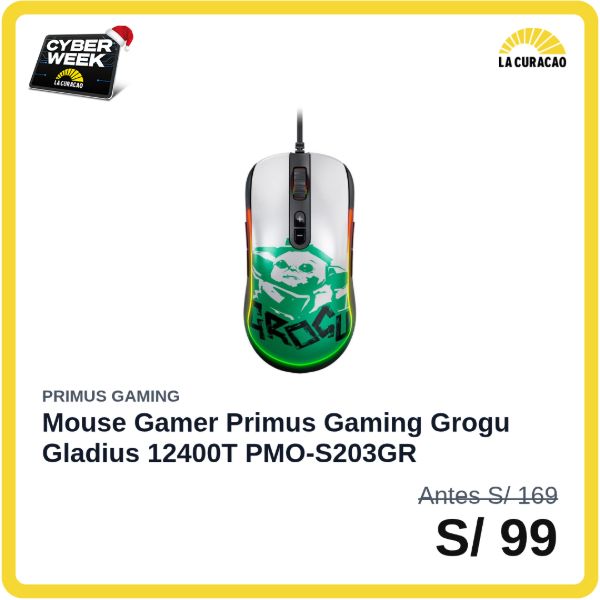 CYBER
WEEK
LA CURACAO
LA CURACAO
GROGU
PRIMUS GAMING
Mouse Gamer Primus Gaming Grogu
Gladius 12400T PMO-S203GR
Antes S/ 169
S/ 99